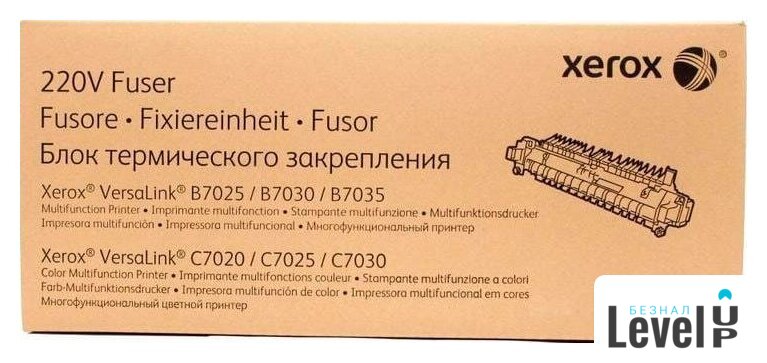 xerox
220V Fuser
Fusore • Fixiereinheit • Fusor
Блок термического закрепления
Xerox® VersaLink® B7025 / B7030 / B7035
Multifunction Printer • Imprimante multifonction • Stampante multifunzione • Multifunktionsdrucker
Impresora multifunción • Impressora multifuncional • Многофункциональный принтер
Xerox® VersaLink® C7020 / C7025 / C7030
Color Multifunction Printer • Imprimante multifonctions couleur • Stampante multifunzione a colori
Farb-Multifunktionsdrucker • Impresora multifunción de color • Impressora multifuncional em cores
Многофункциональный цветной принтер
БЕЗНАЛ
Level UP